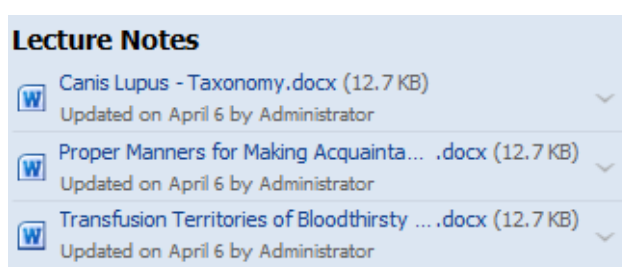 Lecture Notes
Canis Lupus - Taxonomy.docx (12.7 KB)
Updated on April 6 by Administrator
Proper Manners for Making Acquainta... .docx (12.7 KB)
Updated on April 6 by Administrator
Transfusion Territories of Bloodthirsty ... .docx (12.7 KB)
Updated on April 6 by Administrator